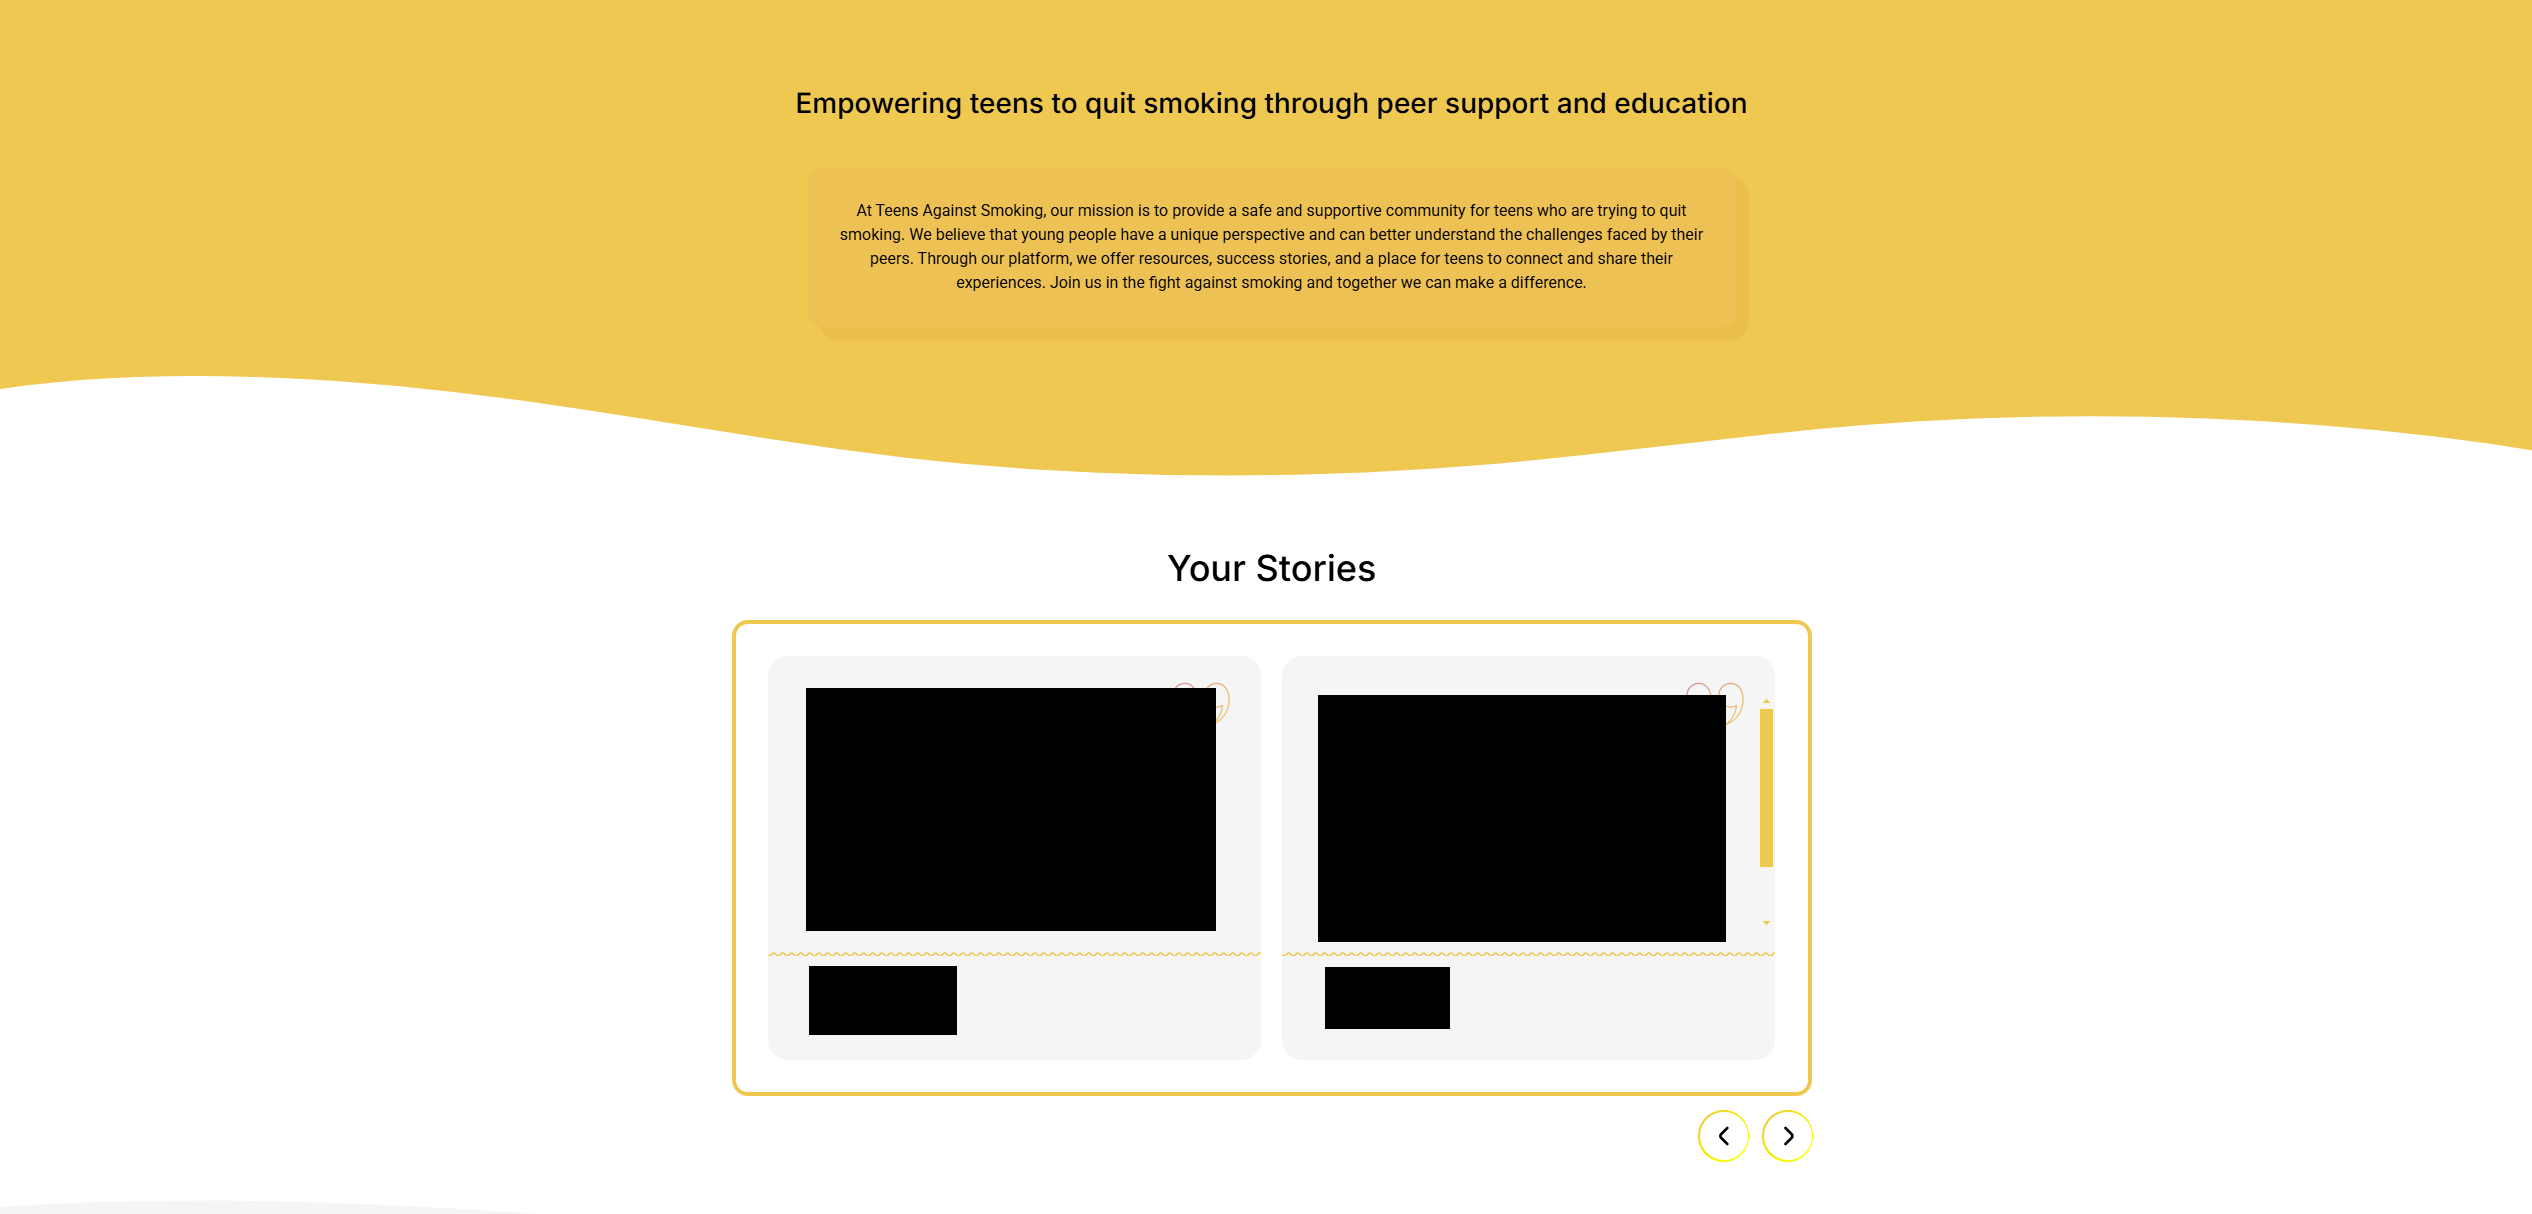 Empowering teens to quit smoking through peer support and education
At Teens Against Smoking, our mission is to provide a safe and supportive community for teens who are trying to quit
smoking. We believe that young people have a unique perspective and can better understand the challenges faced by their
peers. Through our platform, we offer resources, success stories, and a place for teens to connect and share their
experiences. Join us in the fight against smoking and together we can make a difference.
Your Stories